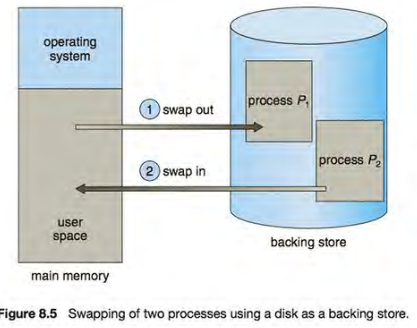 operating
system
1 swap out
process P₁
2 swap in
process P₂
user
space
backing store
main memory
Figure 8.5 Swapping of two processes using a disk as a backing store.